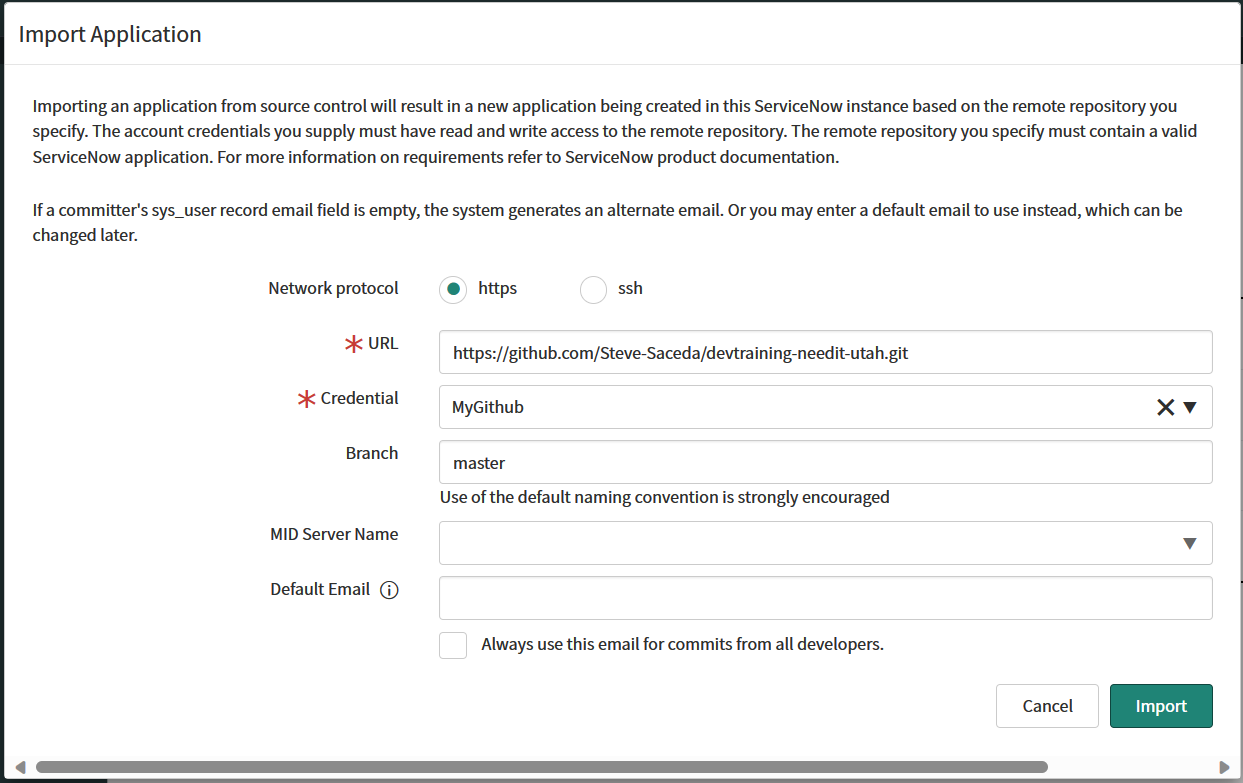 Import Application
Importing an application from source control will result in a new application being created in this ServiceNow instance based on the remote repository you
specify. The account credentials you supply must have read and write access to the remote repository. The remote repository you specify must contain a valid
ServiceNow application. For more information on requirements refer to ServiceNow product documentation.
If a committer's sys_user record email field is empty, the system generates an alternate email. Or you may enter a default email to use instead, which can be
changed later.
Network protocol https ssh
* URL https://github.com/Steve-Saceda/devtraining-needit-utah.git
* Credential MyGithub
Branch master
Use of the default naming convention is strongly encouraged
MID Server Name
Default Email
Always use this email for commits from all developers.
Cancel Import